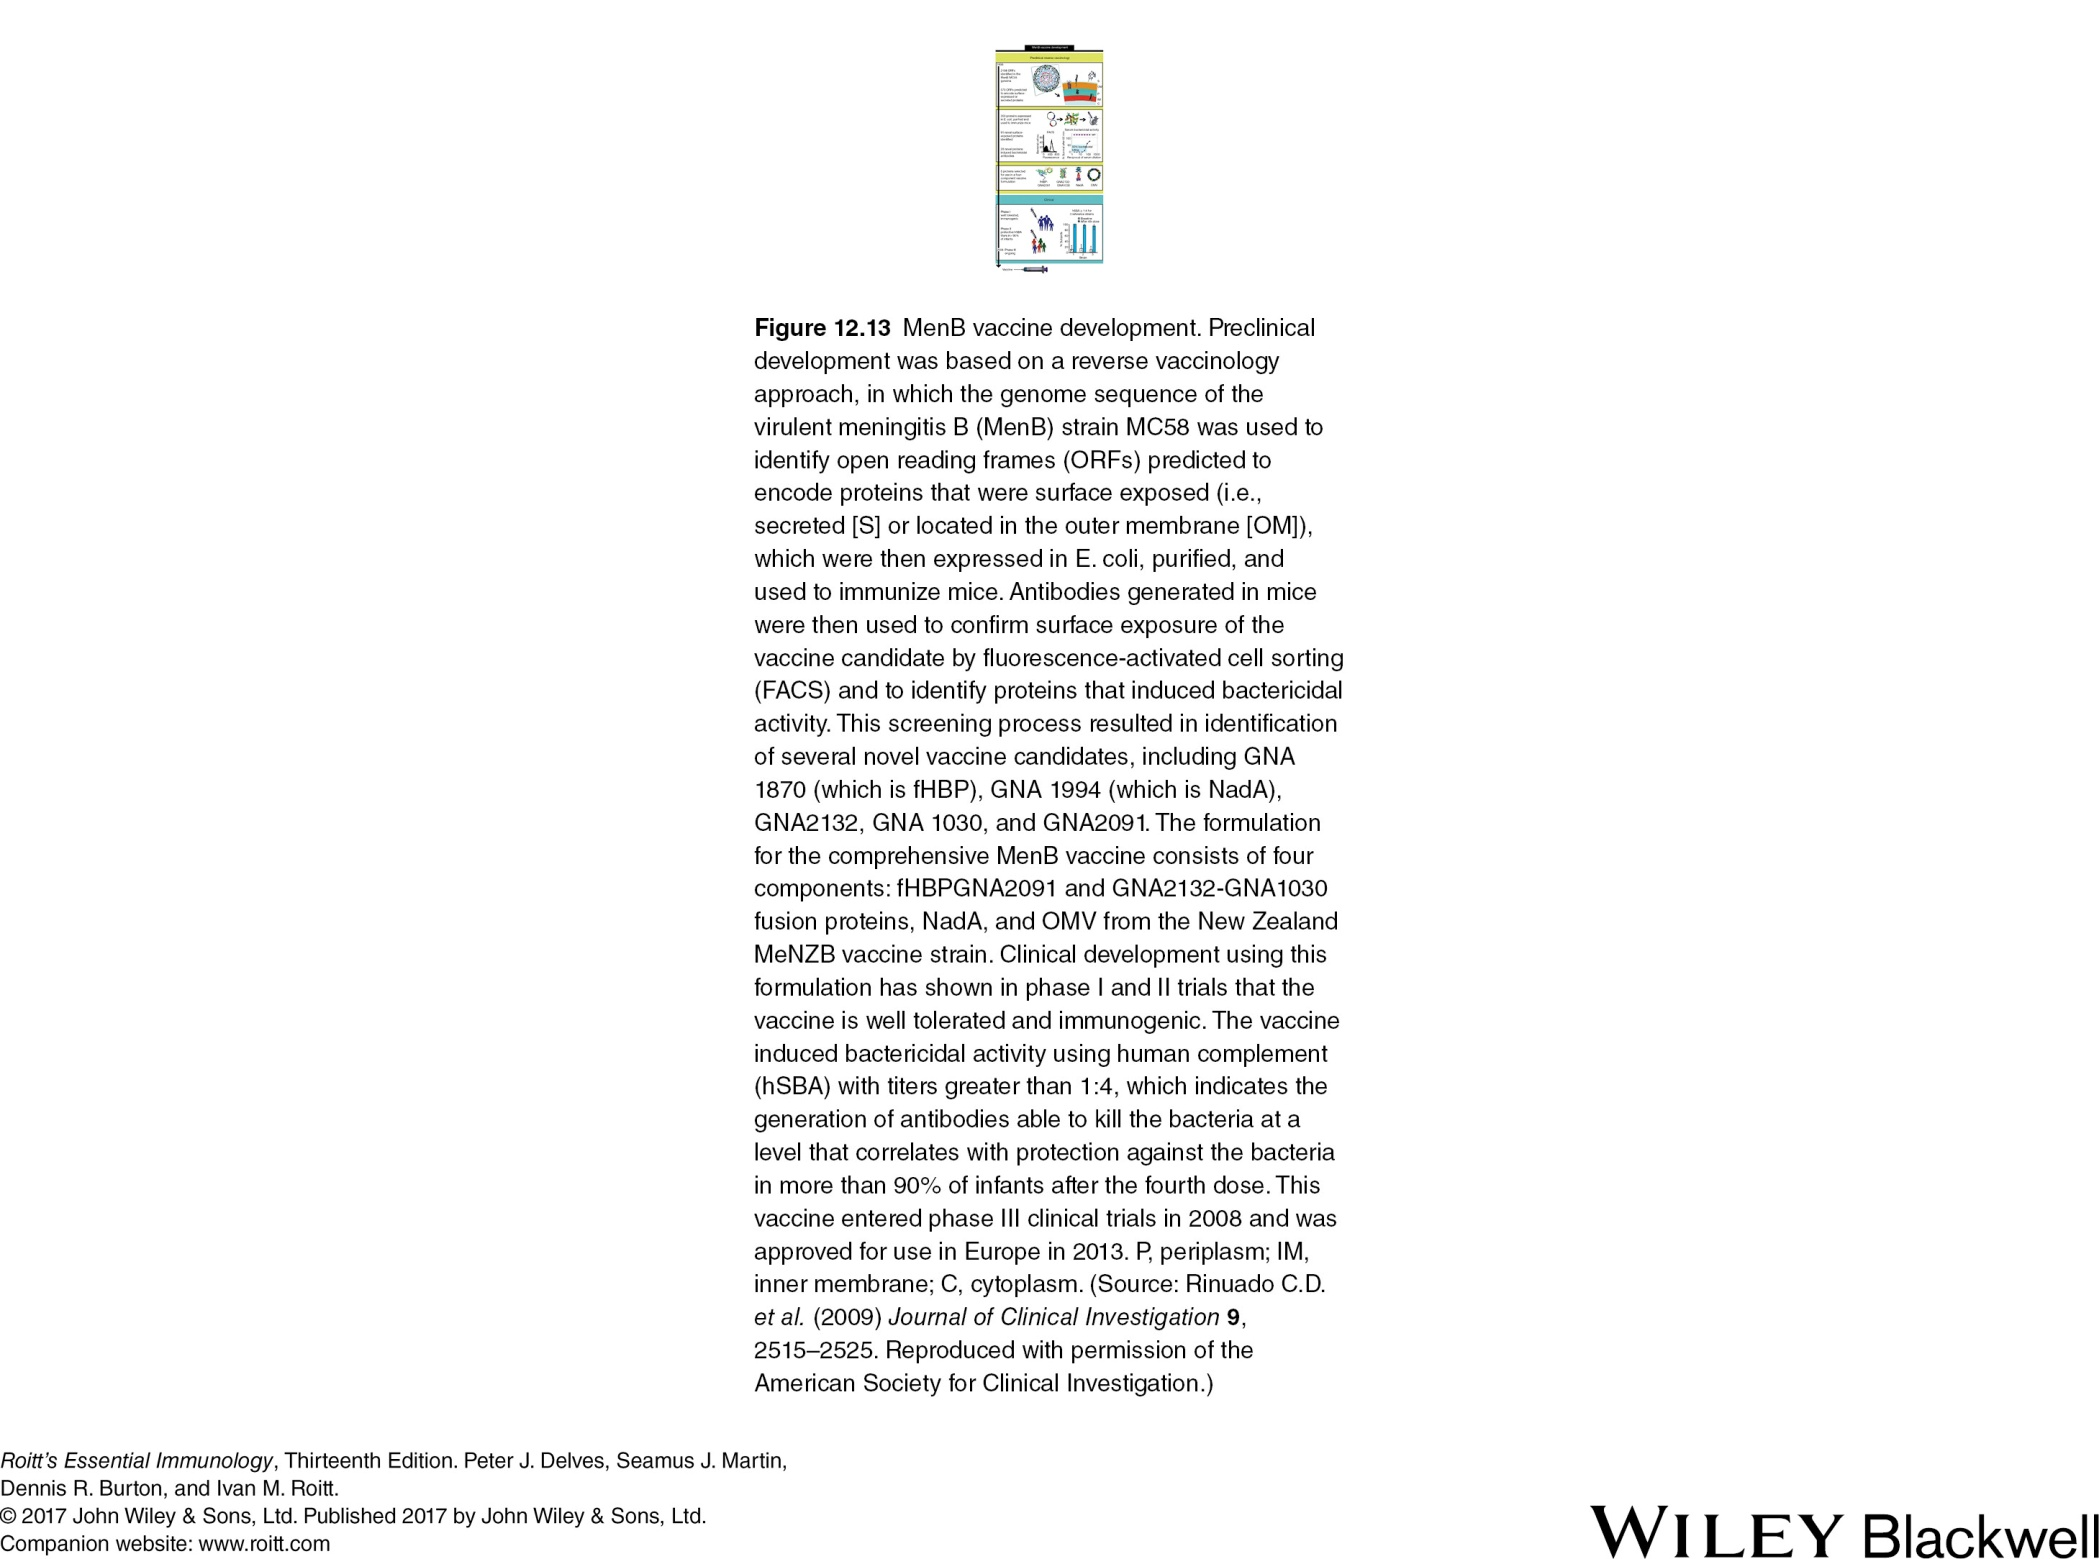 MenB vaccine development
Preclinical reverse vaccinology
FACS
Vaccine
Figure 12.13 MenB vaccine development. Preclinical
development was based on a reverse vaccinology
approach, in which the genome sequence of the
virulent meningitis B (MenB) strain MC58 was used to
identify open reading frames (ORFs) predicted to
encode proteins that were surface exposed (i.e.,
secreted [S] or located in the outer membrane [OM]),
which were then expressed in E. coli, purified, and
used to immunize mice. Antibodies generated in mice
were then used to confirm surface exposure of the
vaccine candidate by fluorescence-activated cell sorting
(FACS) and to identify proteins that induced bactericidal
activity. This screening process resulted in identification
of several novel vaccine candidates, including GNA
1870 (which is fHBP), GNA 1994 (which is NadA),
GNA2132, GNA 1030, and GNA2091. The formulation
for the comprehensive MenB vaccine consists of four
components: fHBPGNA2091 and GNA2132-GNA1030
fusion proteins, NadA, and OMV from the New Zealand
MeNZB vaccine strain. Clinical development using this
formulation has shown in phase I and II trials that the
vaccine is well tolerated and immunogenic. The vaccine
induced bactericidal activity using human complement
(hSBA) with titers greater than 1:4, which indicates the
generation of antibodies able to kill the bacteria at a
level that correlates with protection against the bacteria
in more than 90% of infants after the fourth dose. This
vaccine entered phase III clinical trials in 2008 and was
approved for use in Europe in 2013. P, periplasm; IM,
inner membrane; C, cytoplasm. (Source: Rinuado C.D.
et al. (2009) Journal of Clinical Investigation 9,
2515–2525. Reproduced with permission of the
American Society for Clinical Investigation.)
Roitt's Essential Immunology, Thirteenth Edition. Peter J. Delves, Seamus J. Martin,
Dennis R. Burton, and Ivan M. Roitt.
© 2017 John Wiley & Sons, Ltd. Published 2017 by John Wiley & Sons, Ltd.
Companion website: www.roitt.com
WILEY Blackwell